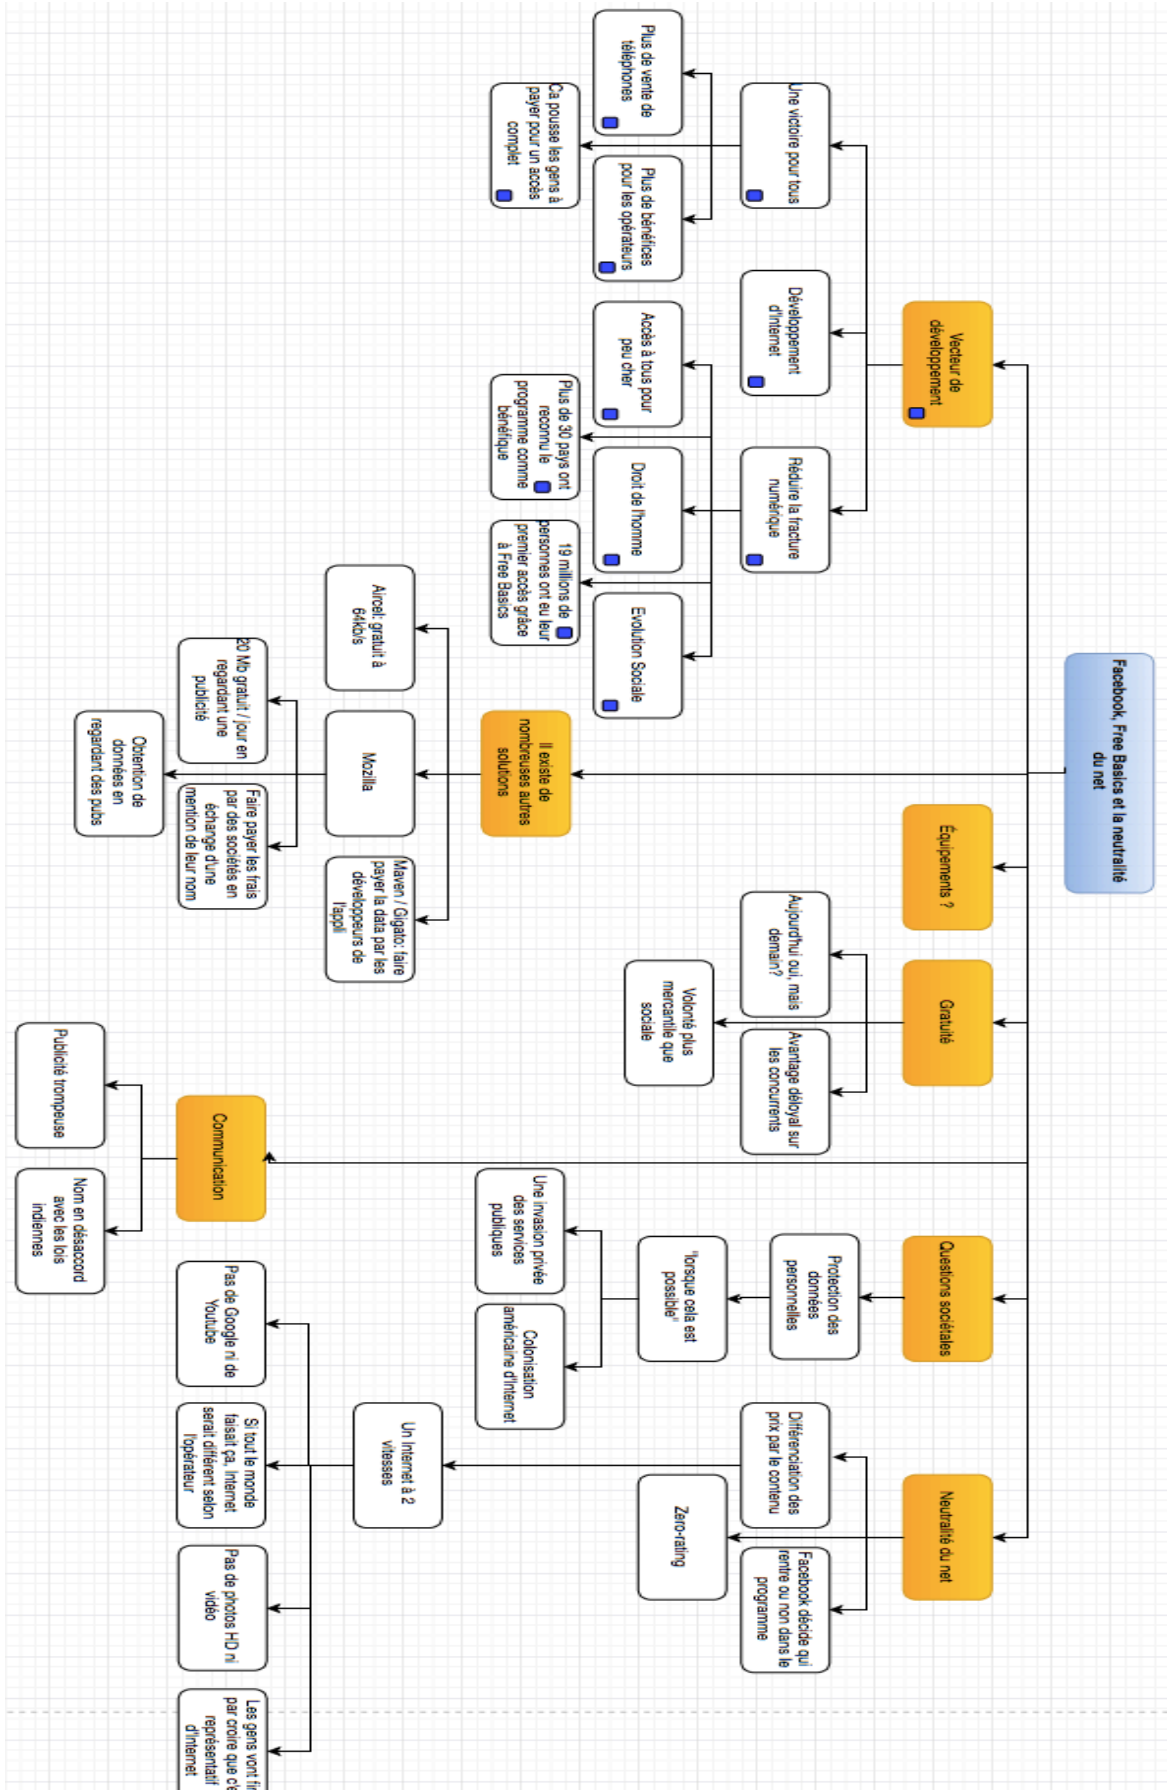 Facebook, Free Basics et la neutralité
du net
Vecteur de
développement
Une victoire pour tous
Plus de vente de
téléphones
Plus de bénéfices
pour les opérateurs
Ca pousse les gens à
payer pour un accès
complet
Développement
d'Internet
Réduire la fracture
numérique
Accès à tous pour
peu cher
Droit de l'homme
Evolution Sociale
Plus de 30 pays ont
reconnu le
programme comme
bénéfique
19 millions de
personnes ont eu leur
premier accès grâce
à Free Basics
Il existe de
nombreuses autres
solutions
Aircel: gratuit à
64kb/s
Mozilla
Maven / Gigato: faire
payer la data par les
développeurs de
l'appli
20 Mb gratuit / jour en
regardant une
publicité
Faire payer les frais
par des sociétés en
échange d'une
mention de leur nom
Obtention de
données en
regardant des pubs
Équipements ?
Gratuité
Aujourd'hui oui, mais
demain?
Avantage déloyal sur
les concurrents
Volonté plus
mercantile que
sociale
Communication
Publicité trompeuse
Nom en désaccord
avec les lois
indiennes
Questions sociétales
Protection des
données
personnelles
"lorsque cela est
possible"
Une invasion privée
des services
publiques
Colonisation
américaine d'Internet
Neutralité du net
Différenciation des
prix par le contenu
Facebook décide qui
rentre ou non dans le
programme
Zero-rating
Un Internet à 2
vitesses
Pas de Google ni de
Youtube
Si tout le monde
faisait ça, Internet
serait différent selon
l'opérateur
Pas de photos HD ni
vidéo
Les gens vont
par croire que
représentatif
d'Internet